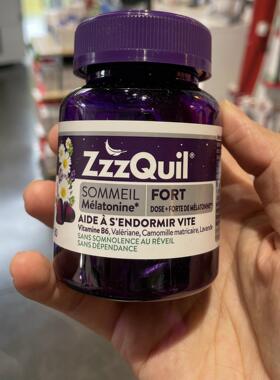 ZzzQuil®
SOMMEIL
Mélatonine*
FORT
DOSE + FORTE DE MÉLATONINE
AIDE À S'ENDORMIR VITE
Vitamine B6, Valériane, Camomille matricaire, Lavande
SANS SOMNOLENCE AU RÉVEIL
SANS DÉPENDANCE